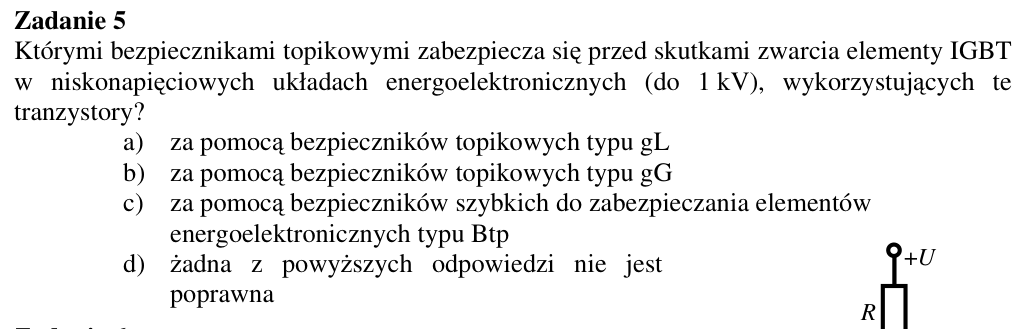 Zadanie 5
Którymi bezpiecznikami topikowymi zabezpiecza się przed skutkami zwarcia elementy IGBT
w niskonapięciowych układach energoelektronicznych (do 1 kV), wykorzystujących te
tranzystory?
a) za pomocą bezpieczników topikowych typu gL
b) za pomocą bezpieczników topikowych typu gG
c) za pomocą bezpieczników szybkich do zabezpieczania elementów
energoelektronicznych typu Btp
d) żadna z powyższych odpowiedzi nie jest
poprawna
+U
R